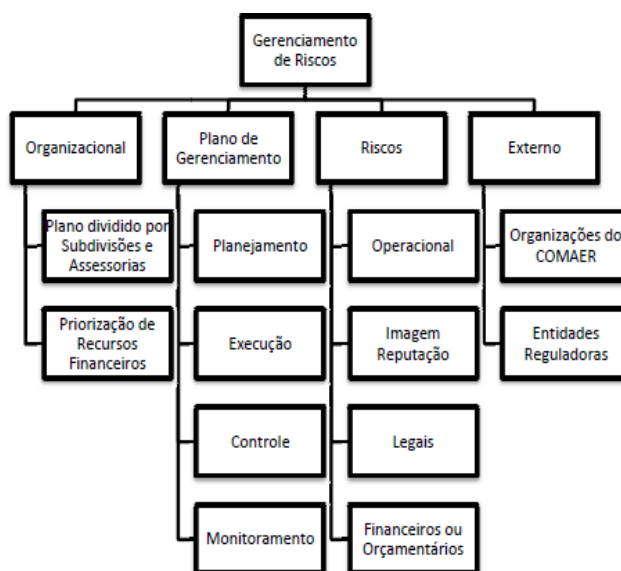 Gerenciamento
de Riscos
Organizacional
Plano de
Gerenciamento
Riscos
Externo
Plano dividido por
Subdivisões e
Assessorias
Planejamento
Operacional
Organizações do
COMAER
Priorização de
Recursos
Financeiros
Execução
Imagem
Reputação
Entidades
Reguladoras
Controle
Legais
Monitoramento
Financeiros ou
Orçamentários